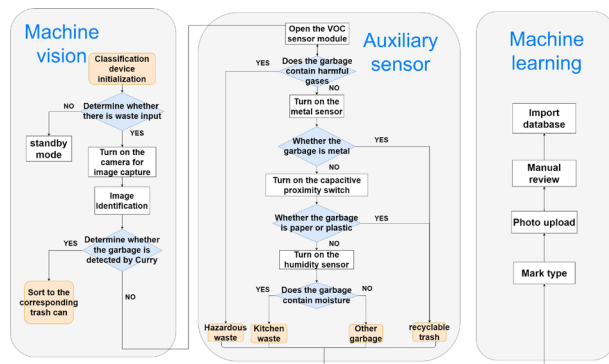 Machine
vision
Classification
device
initialization
Determine whether
there is waste input
NO
YES
standby
mode
Turn on the
camera for
image capture
Image
Identification
Determine whether
the garbage is
detected by Curry
YES
NO
Sort to the
corresponding
trash can
Auxiliary
sensor
Open the VOC
sensor module
Does the garbage
contain harmful
gases
YES
NO
Turn on the
metal sensor
Whether the
garbage is metal
YES
NO
Turn on the capacitive
proximity switch
Whether the garbage
is paper or plastic
YES
NO
Turn on the
humidity sensor
Does the garbage
contain moisture
YES
NO
Hazardous
waste
Kitchen
waste
Other
garbage
recyclable
trash
Machine
learning
Import
database
Manual
review
Photo upload
Mark type